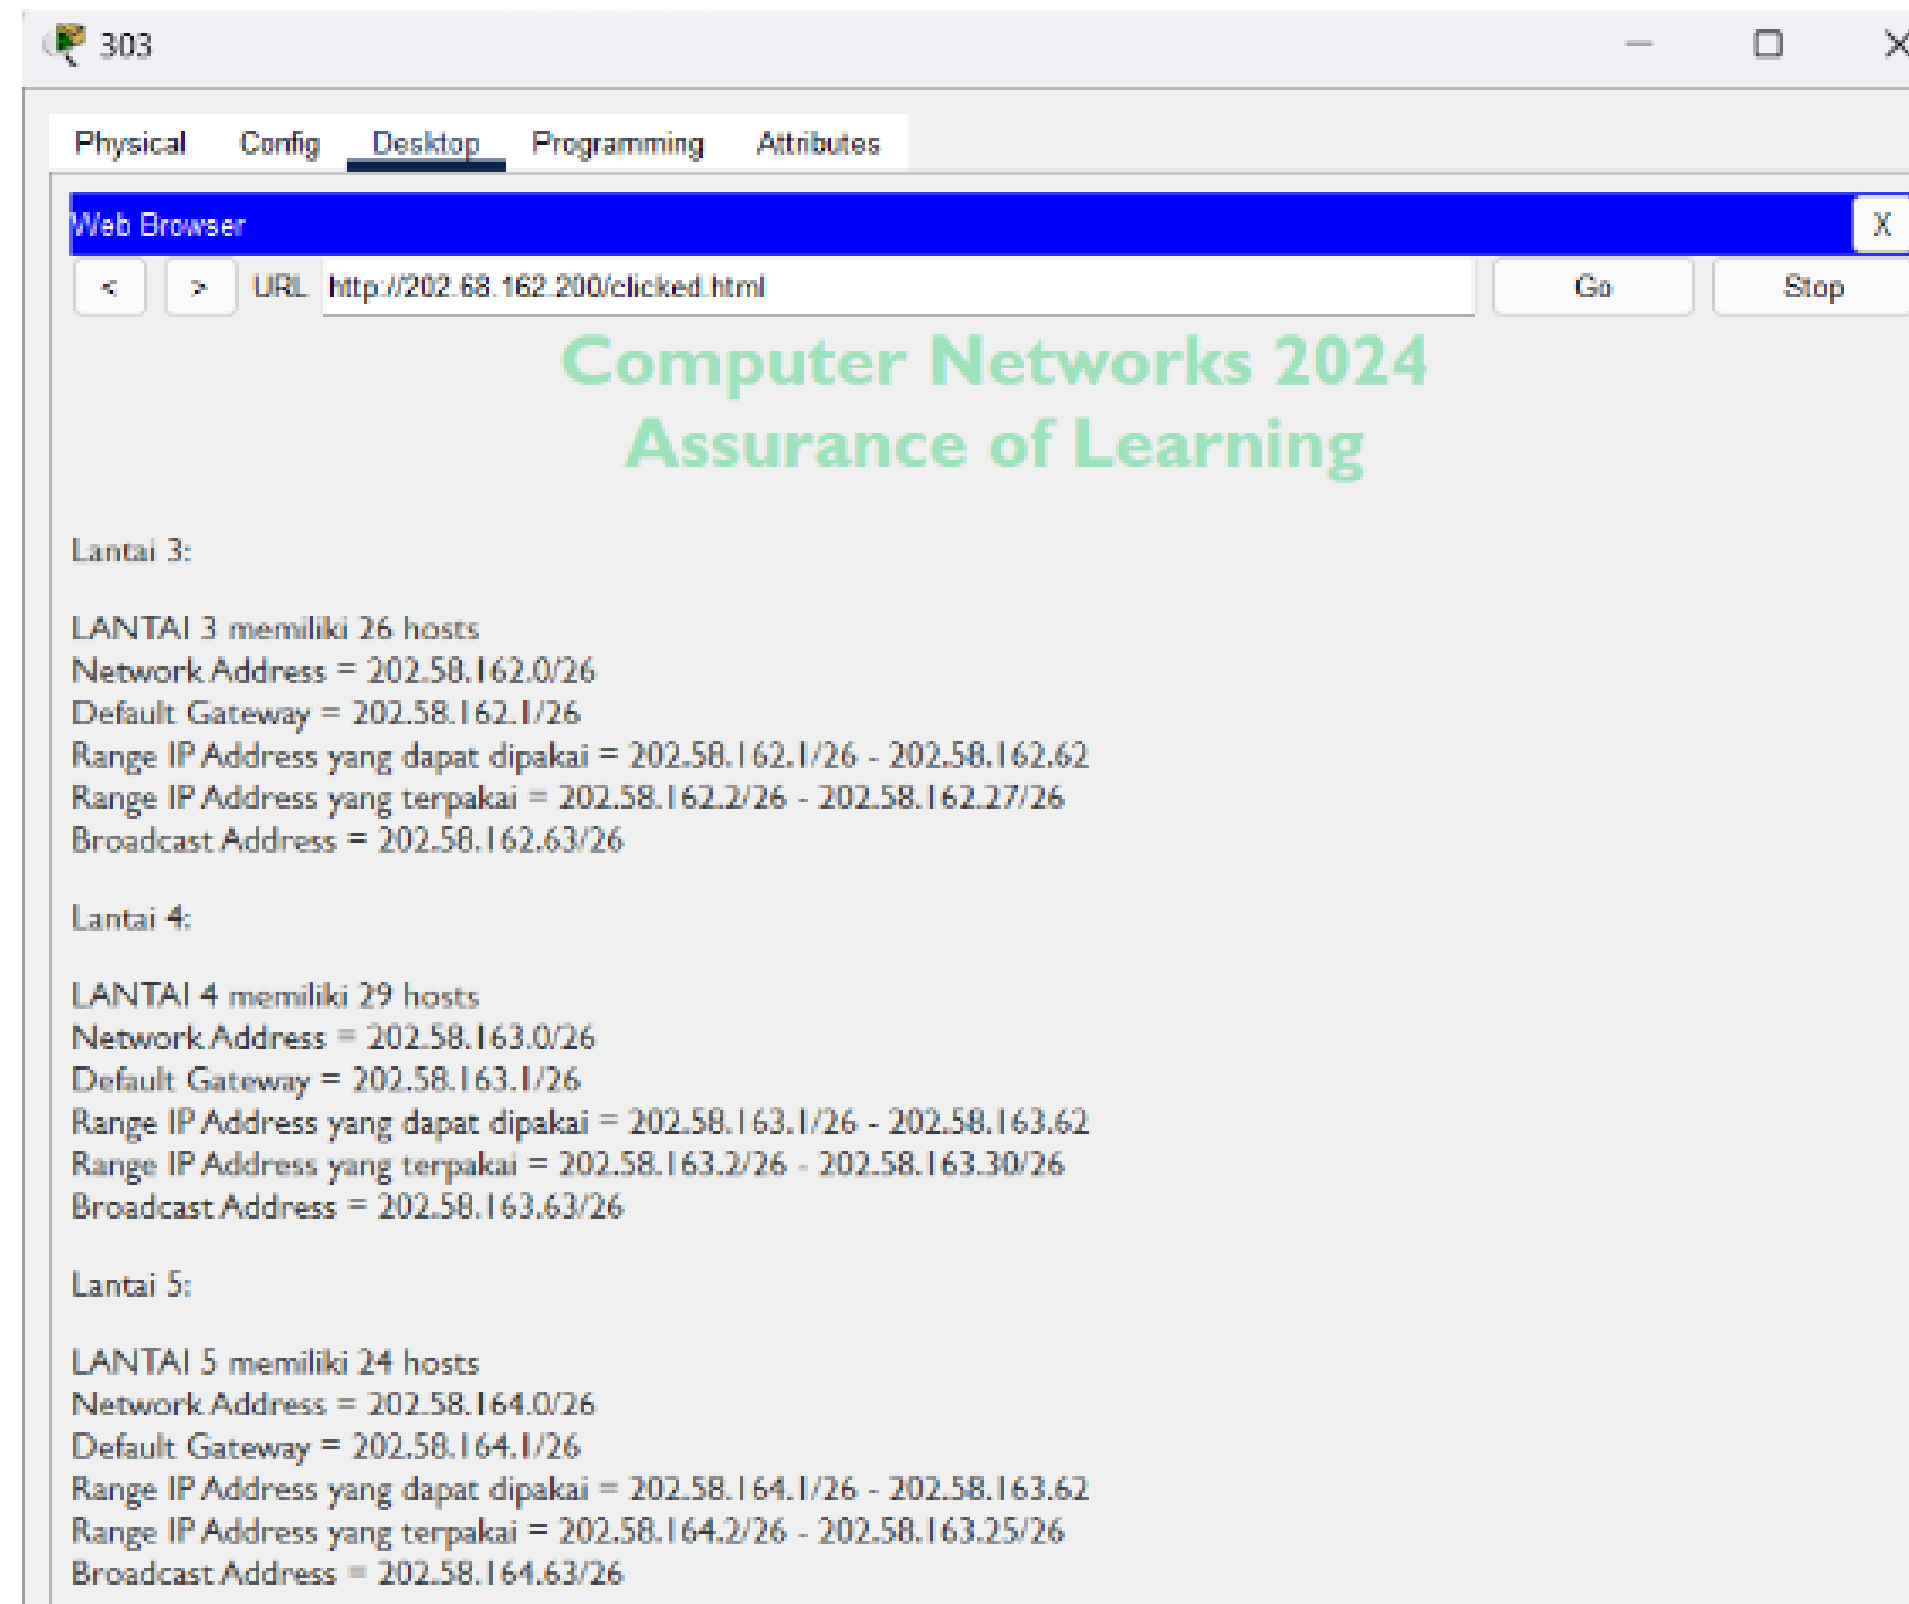 303
Physical Config Desktop Programming Attributes
Web Browser X
< > URL http://202.68.162.200/clicked.html Go Stop
Computer Networks 2024
Assurance of Learning
Lantai 3:
LANTAI 3 memiliki 26 hosts
Network Address = 202.58.162.0/26
Default Gateway = 202.58.162.1/26
Range IP Address yang dapat dipakai = 202.58.162.1/26 - 202.58.162.62
Range IP Address yang terpakai = 202.58.162.2/26 - 202.58.162.27/26
Broadcast Address = 202.58.162.63/26
Lantai 4:
LANTAI 4 memiliki 29 hosts
Network Address = 202.58.163.0/26
Default Gateway = 202.58.163.1/26
Range IP Address yang dapat dipakai = 202.58.163.1/26 - 202.58.163.62
Range IP Address yang terpakai = 202.58.163.2/26 - 202.58.163.30/26
Broadcast Address = 202.58.163.63/26
Lantai 5:
LANTAI 5 memiliki 24 hosts
Network Address = 202.58.164.0/26
Default Gateway = 202.58.164.1/26
Range IP Address yang dapat dipakai = 202.58.164.1/26 - 202.58.163.62
Range IP Address yang terpakai = 202.58.164.2/26 - 202.58.163.25/26
Broadcast Address = 202.58.164.63/26